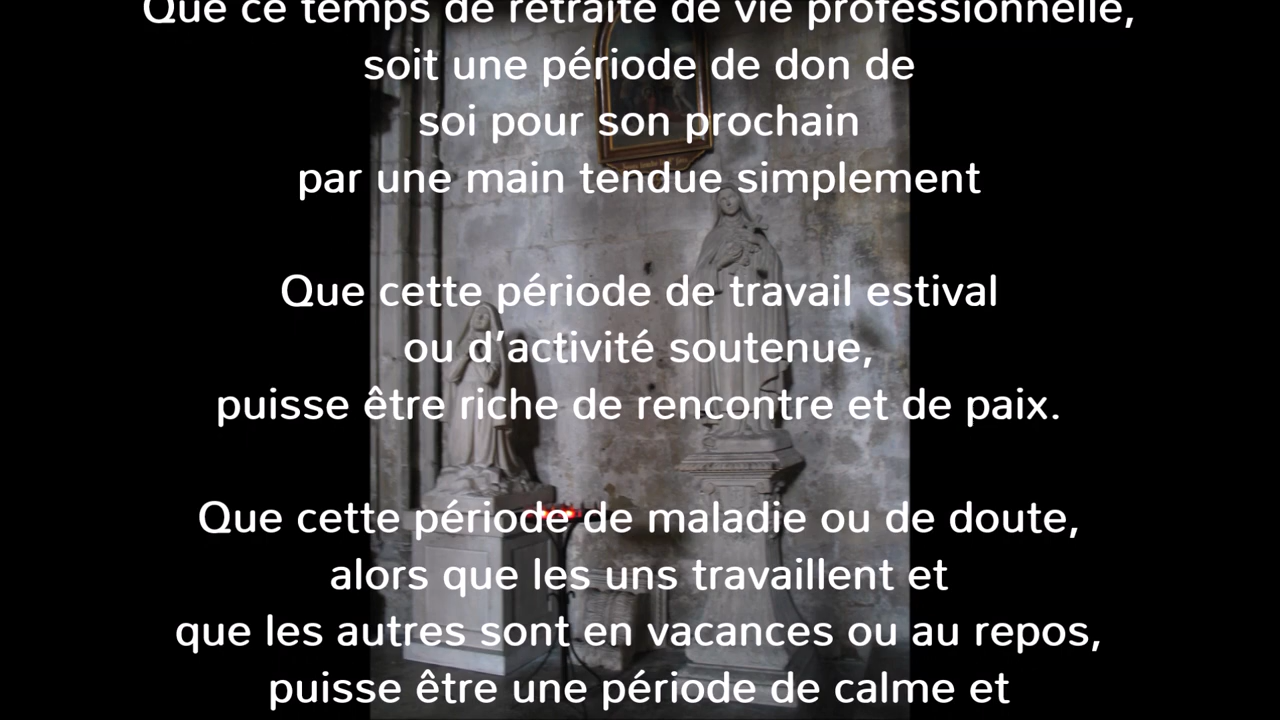 Que ce temps de retraite de vie professionnelle,
soit une période de don de
soi pour son prochain
par une main tendue simplement
Que cette période de travail estival
ou d’activité soutenue,
puisse être riche de rencontre et de paix.
Que cette période de maladie ou de doute,
alors que les uns travaillent et
que les autres sont en vacances ou au repos,
puisse être une période de calme et